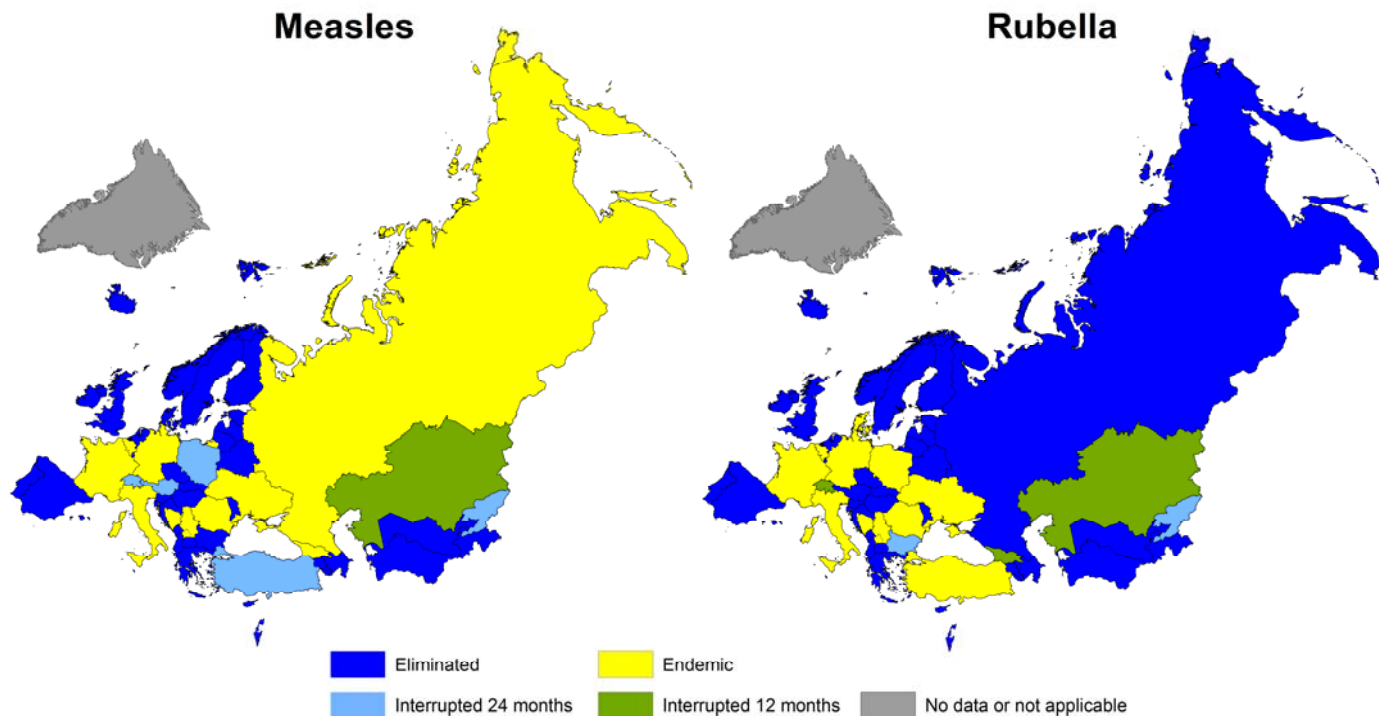 Measles
Rubella
Eliminated
Endemic
Interrupted 24 months
Interrupted 12 months
No data or not applicable